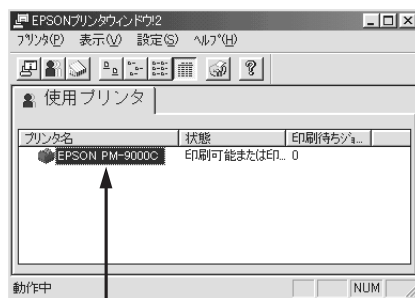 EPSONプリンタウィンドウ!2
プリンタ(P) 表示(V) 設定(S) ヘルプ(H)
使用プリンタ
プリンタ名 状態 印刷待ちジョ...
EPSON PM-9000C 印刷可能または印... 0
動作中 NUM